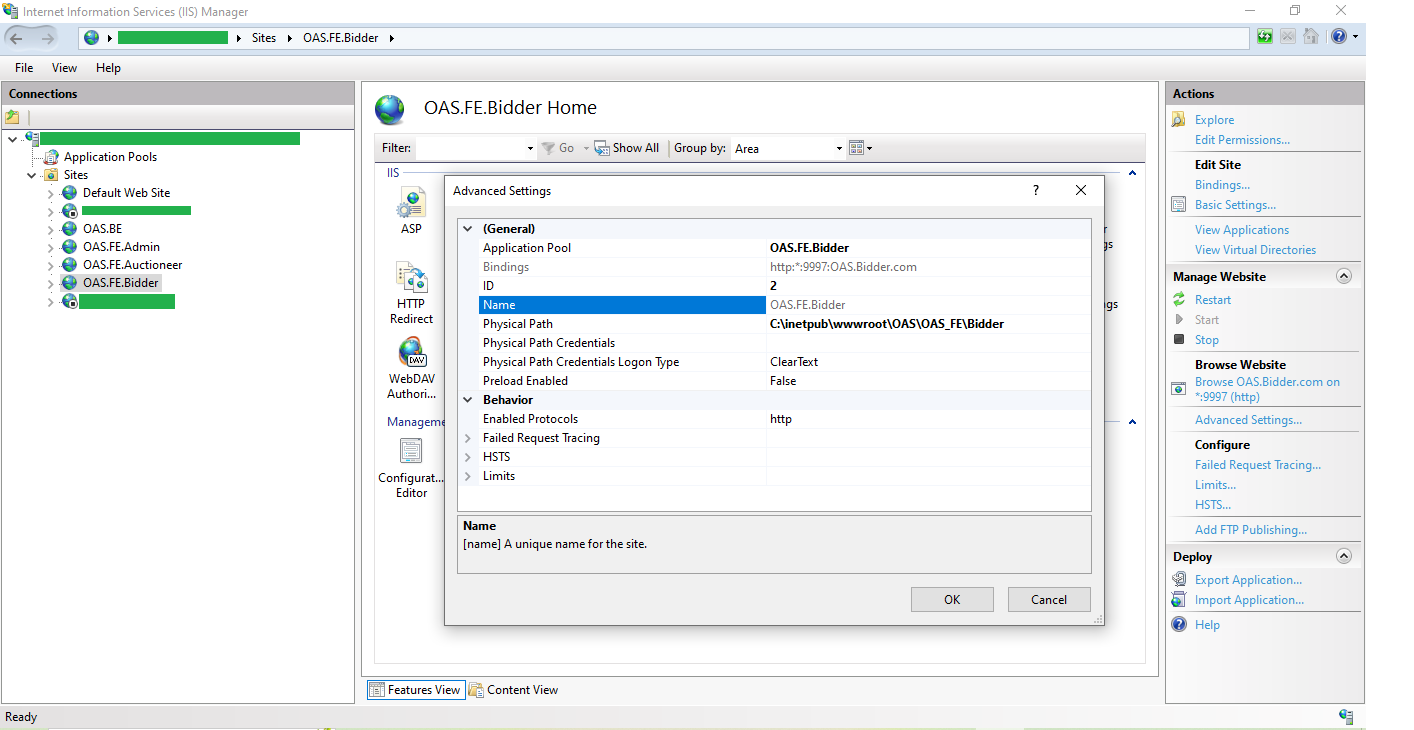 Internet Information Services (IIS) Manager
Sites
OAS.FE.Bidder
File View Help
Connections
Application Pools
Sites
Default Web Site
OAS.BE
OAS.FE.Admin
OAS.FE.Auctioneer
OAS.FE.Bidder
OAS.FE.Bidder Home
Filter:
Go
Show All
Group by:
Area
IIS
ASP
HTTP
Redirect
WebDAV
Authori...
Manageme
Configurat...
Editor
Advanced Settings
?
(General)
Application Pool OAS.FE.Bidder
Bindings http:*:9997:OAS.Bidder.com
ID 2
Name OAS.FE.Bidder
Physical Path C:\inetpub\wwwroot\OAS\OAS_FE\Bidder
Physical Path Credentials
Physical Path Credentials Logon Type ClearText
Preload Enabled False
Behavior
Enabled Protocols http
Failed Request Tracing
HSTS
Limits
Name
[name] A unique name for the site.
OK Cancel
r
gs
ngs
Features View
Content View
Actions
Explore
Edit Permissions...
Edit Site
Bindings...
Basic Settings...
View Applications
View Virtual Directories
Manage Website
Restart
Start
Stop
Browse Website
Browse OAS.Bidder.com on
*:9997 (http)
Advanced Settings...
Configure
Failed Request Tracing...
Limits...
HSTS...
Add FTP Publishing...
Deploy
Export Application...
Import Application...
Help
Ready